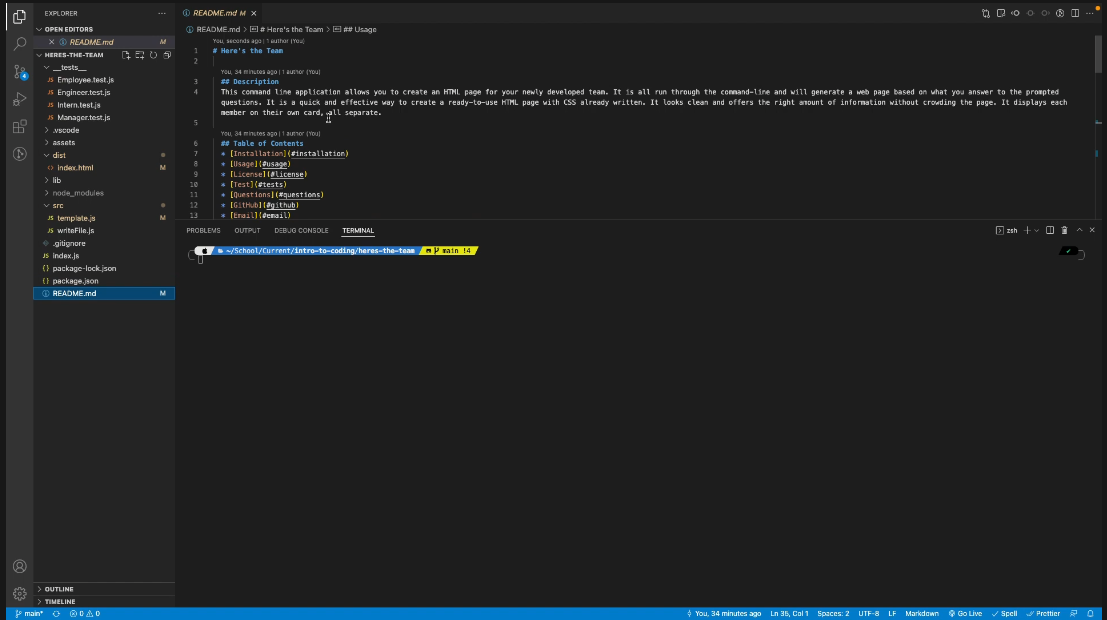 EXPLORER
README.md M
OPEN EDITORS
README.md > # Here's the Team > ## Usage
README.md M
You, seconds ago | 1 author (You)
HERES-THE-TEAM
1 # Here's the Team
__tests__
2
Employee.test.js
You, 34 minutes ago | 1 author (You)
Engineer.test.js
3 ## Description
Intern.test.js
4 This command line application allows you to create an HTML page for your newly developed team. It is all run through the command-line and will generate a web page based on what you answer to the prompted
Manager.test.js
questions. It is a quick and effective way to create a ready-to-use HTML page with CSS already written. It looks clean and offers the right amount of information without crowding the page. It displays each
member on their own card, all separate.
.vscode
5
assets
You, 34 minutes ago | 1 author (You)
dist
6 ## Table of Contents
index.html
7 * [Installation](#installation)
lib
8 * [Usage](#usage)
node_modules
9 * [License](#license)
src
10 * [Test](#tests)
template.js M
11 * [Questions](#questions)
writeFile.js
12 * [GitHub](#github)
.gitignore
13 * [Email](#email)
index.js
package-lock.json
package.json
README.md M
PROBLEMS OUTPUT DEBUG CONSOLE TERMINAL
zsh
~/School/Current/intro-to-coding/heres-the-team main !4
4
OUTLINE
TIMELINE
main* 0 0 You, 34 minutes ago Ln 35, Col 1 Spaces: 2 UTF-8 LF Markdown Go Live Spell Prettier